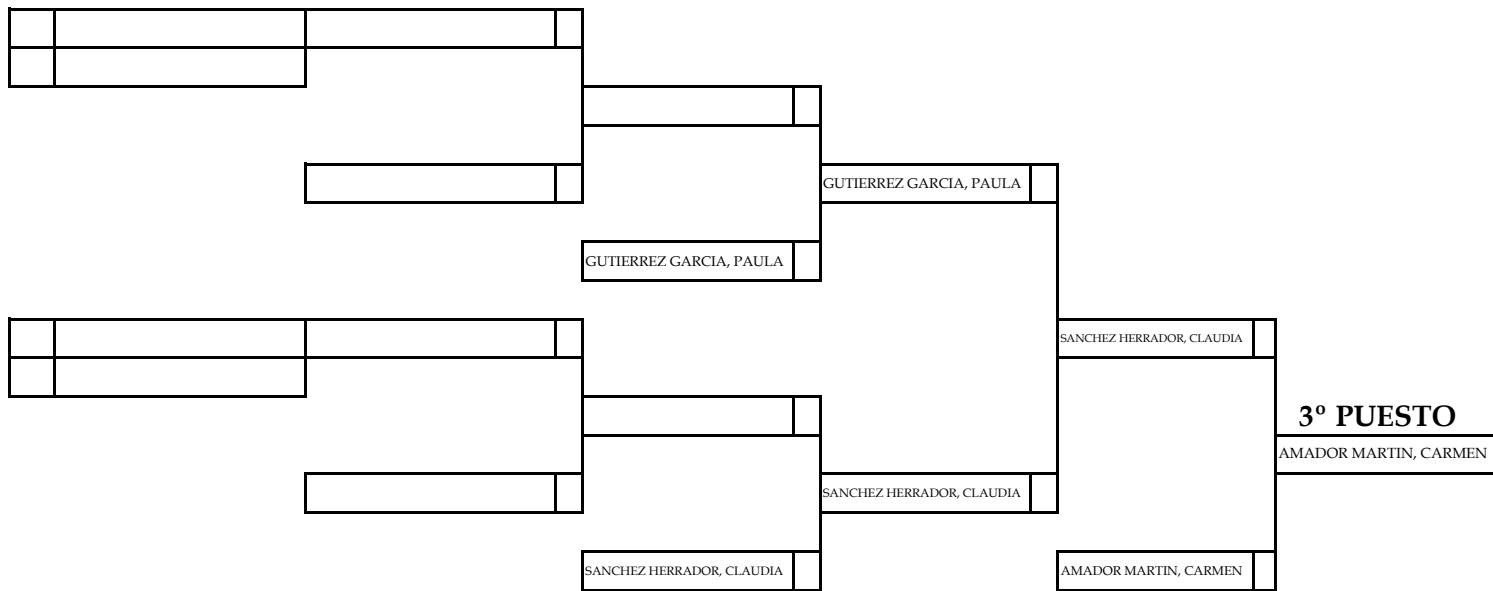 GUTIERREZ GARCIA, PAULA
GUTIERREZ GARCIA, PAULA
SANCHEZ HERRADOR, CLAUDIA
3º PUESTO
AMADOR MARTIN, CARMEN
SANCHEZ HERRADOR, CLAUDIA
SANCHEZ HERRADOR, CLAUDIA
AMADOR MARTIN, CARMEN